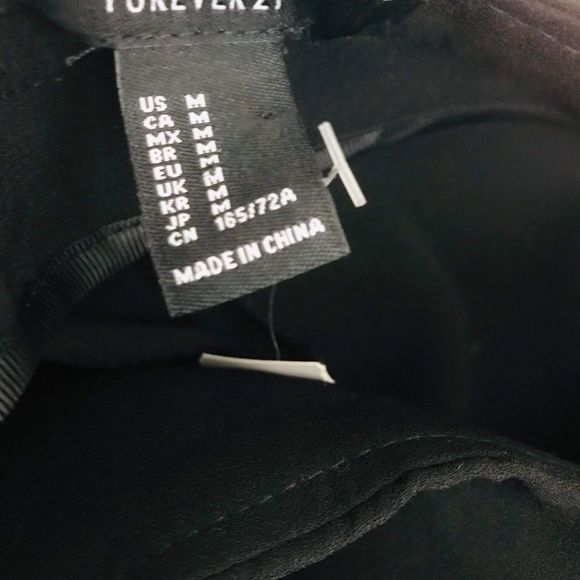 FOREVER 21
US M
CA M
MX M
BR M
EU M
UK M
KR M
JP M
CN 165/72A
MADE IN CHINA